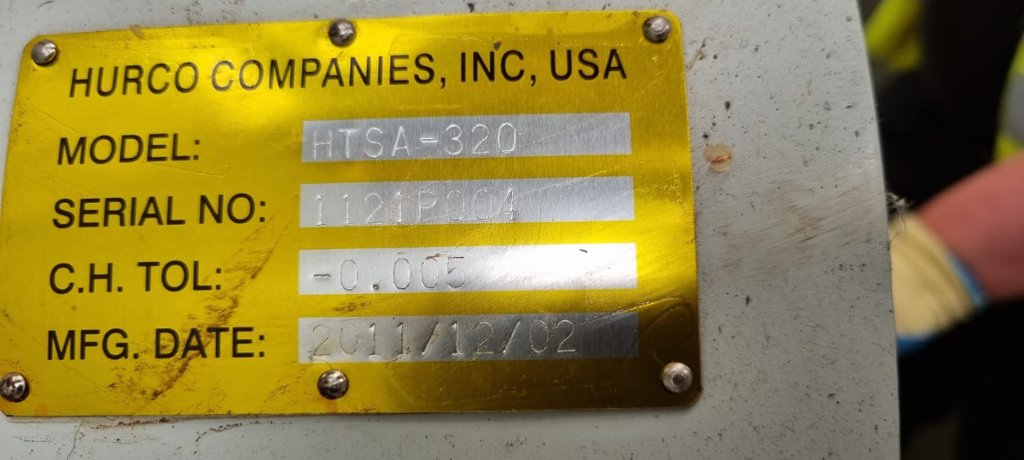 HURCO COMPANIES, INC, USA
MODEL: HTSA-320
SERIAL NO: 1121P004
C.H. TOL: -0.005
MFG. DATE: 2011/12/02